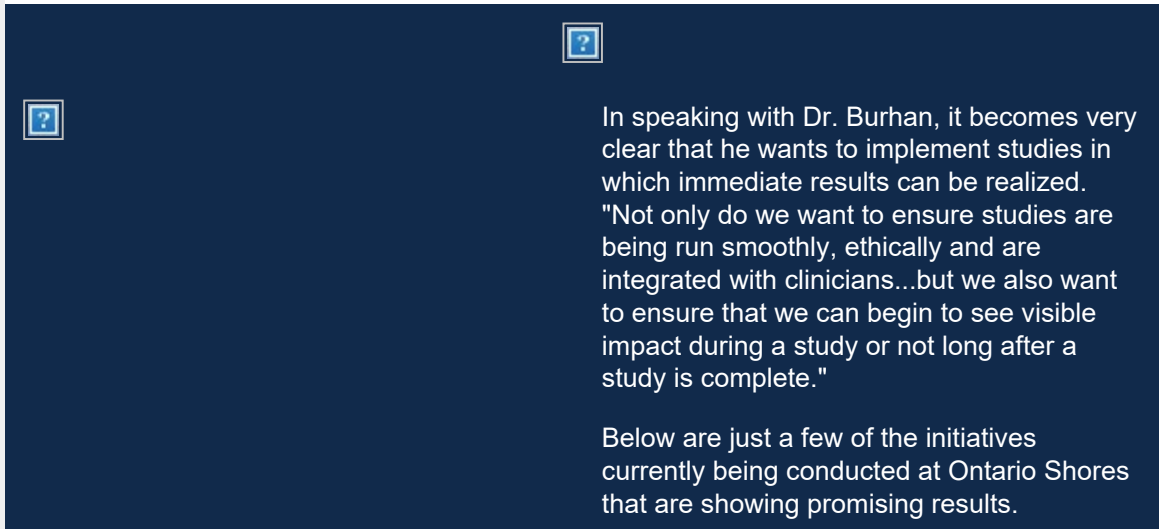 In speaking with Dr. Burhan, it becomes very
clear that he wants to implement studies in
which immediate results can be realized.
"Not only do we want to ensure studies are
being run smoothly, ethically and are
integrated with clinicians...but we also want
to ensure that we can begin to see visible
impact during a study or not long after a
study is complete."
Below are just a few of the initiatives
currently being conducted at Ontario Shores
that are showing promising results.